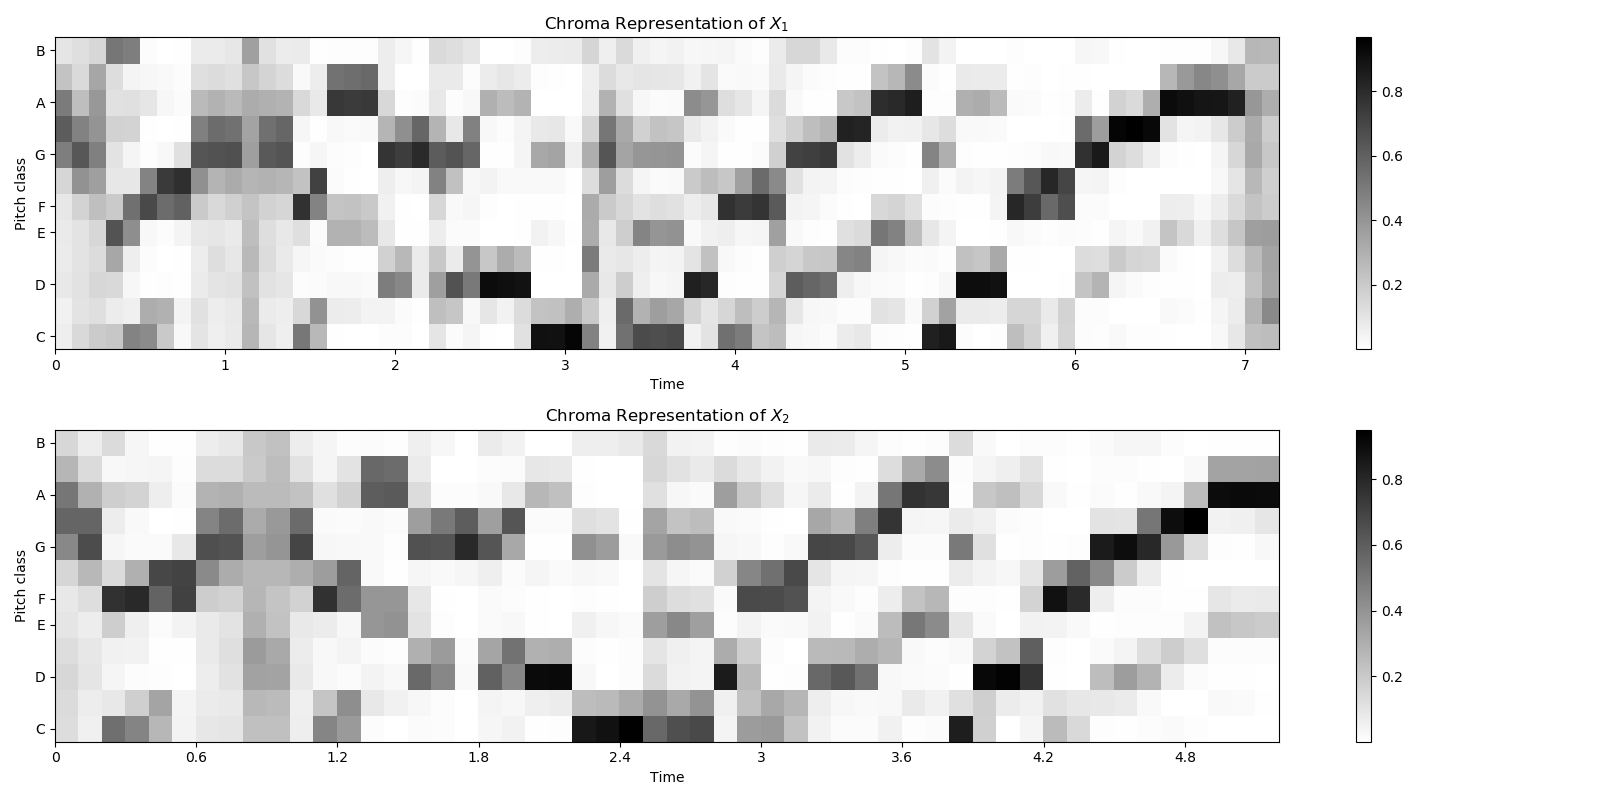 Chroma Representation of X₁
B
A
G
F
E
D
C
Pitch class
0 1 2 3 4 5 6 7
Time
0.8
0.6
0.4
0.2
Chroma Representation of X₂
B
A
G
F
E
D
C
Pitch class
0 0.6 1.2 1.8 2.4 3 3.6 4.2 4.8
Time
0.8
0.6
0.4
0.2